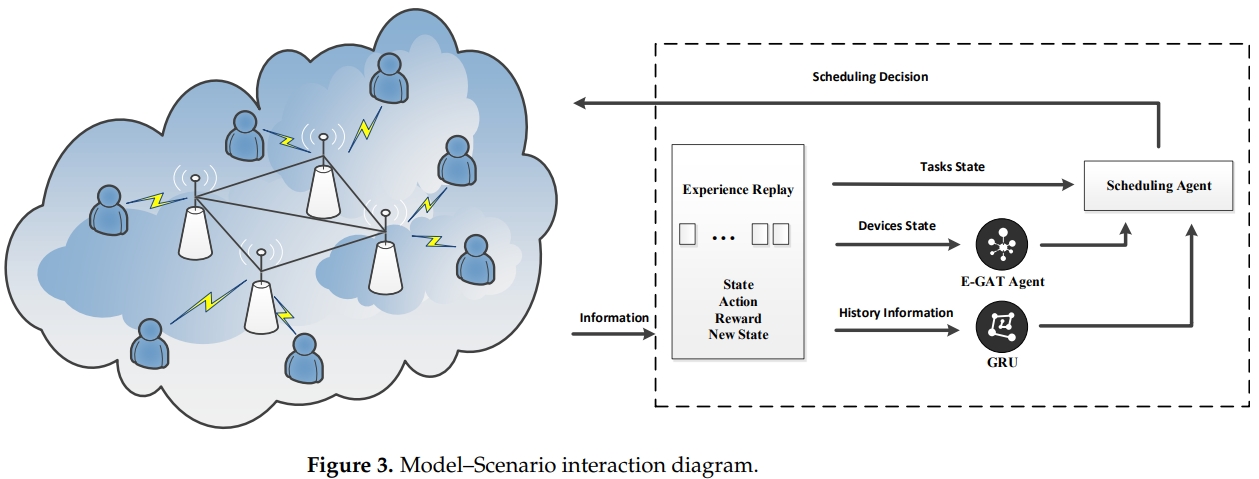 Scheduling Decision
Experience Replay
...
State
Action
Reward
New State
Tasks State
Scheduling Agent
Devices State
E-GAT Agent
Information
History Information
GRU
Figure 3. Model–Scenario interaction diagram.